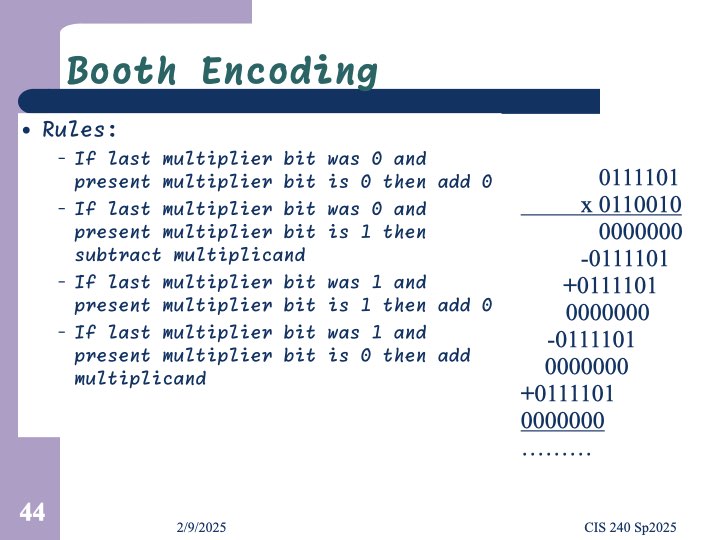 Booth Encoding
• Rules:
– If last multiplier bit was 0 and
present multiplier bit is 0 then add 0
– If last multiplier bit was 0 and
present multiplier bit is 1 then
subtract multiplicand
– If last multiplier bit was 1 and
present multiplier bit is 1 then add 0
– If last multiplier bit was 1 and
present multiplier bit is 0 then add
multiplicand
0111101
x 0110010
0000000
-0111101
+0111101
0000000
-0111101
0000000
+0111101
0000000
………
44
2/9/2025
CIS 240 Sp2025